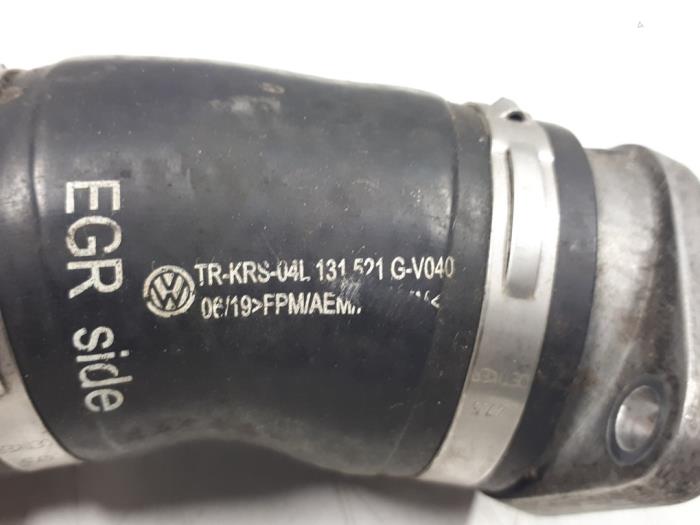 EGR side
TR-KRS-04L 131 521 G-V040
06/19>FPM/AEM/